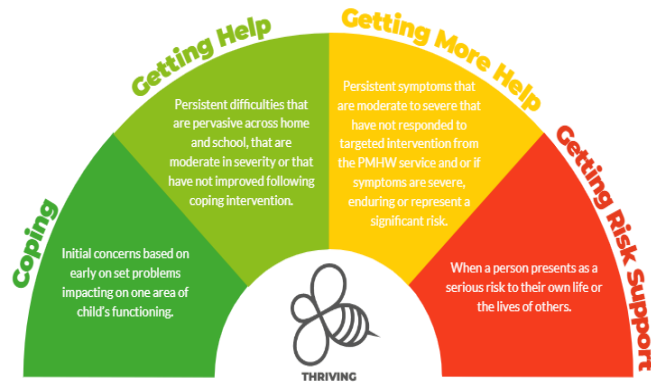 Coping
Initial concerns based on
early on set problems
impacting on one area of
child's functioning.
Getting Help
Persistent difficulties that
are pervasive across home
and school, that are
moderate in severity or that
have not improved following
coping intervention.
Getting More Help
Persistent symptoms that
are moderate to severe that
have not responded to
targeted intervention from
the PMHW service and or if
symptoms are severe,
enduring or represent a
significant risk.
Getting Risk Support
When a person presents as a
serious risk to their own life or
the lives of others.
THRIVING